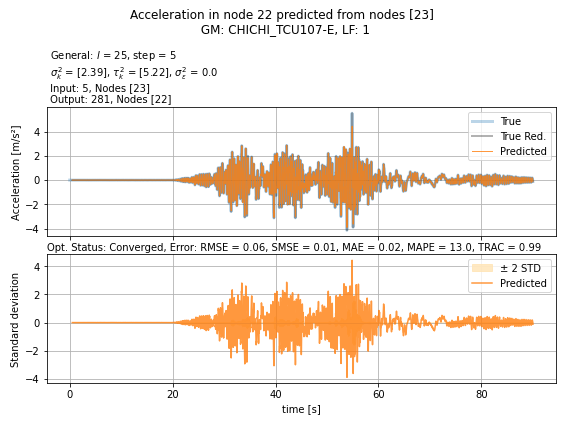 Acceleration in node 22 predicted from nodes [23]
GM: CHICHI_TCU107-E, LF: 1
General: l = 25, step = 5
σ²ₖ = [2.39], τ²ₖ = [5.22], σ²ε = 0.0
Input: 5, Nodes [23]
Output: 281, Nodes [22]
Acceleration [m/s²]
4
2
0
−2
−4
True
True Red.
Predicted
Opt. Status: Converged, Error: RMSE = 0.06, SMSE = 0.01, MAE = 0.02, MAPE = 13.0, TRAC = 0.99
Standard deviation
4
2
0
−2
−4
± 2 STD
Predicted
0 20 40 60 80
time [s]